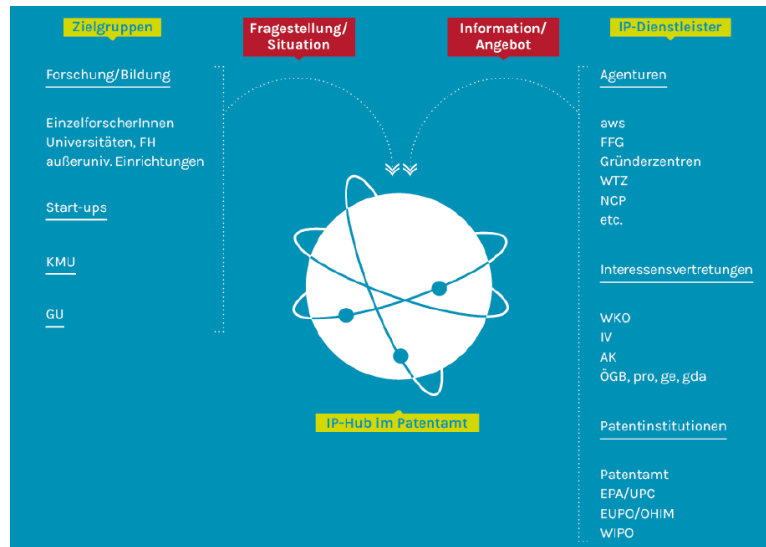 Zielgruppen
Fragestellung/
Situation
Information/
Angebot
IP-Dienstleister
Forschung/Bildung
EinzelforscherInnen
Universitäten, FH
außeruniv. Einrichtungen
Start-ups
KMU
GU
IP-Hub im Patentamt
Agenturen
aws
FFG
Gründerzentren
WTZ
NCP
etc.
Interessensvertretungen
WKO
IV
AK
ÖGB, pro, ge, gda
Patentinstitutionen
Patentamt
EPA/UPC
EUPO/OHIM
WIPO